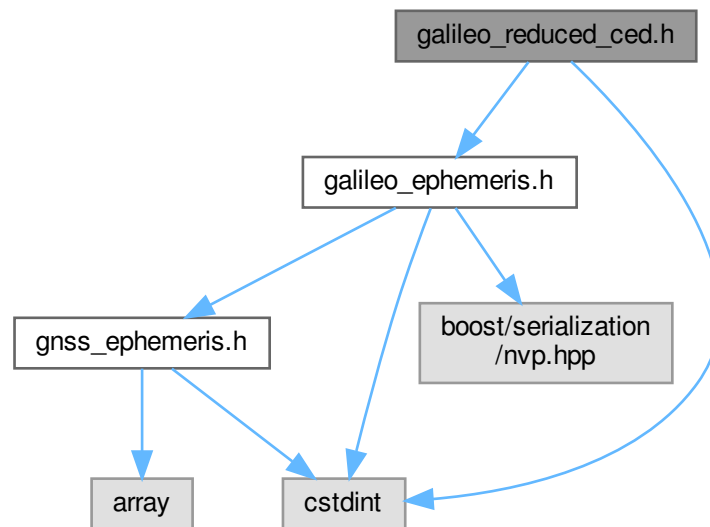 galileo_reduced_ced.h
galileo_ephemeris.h
gnss_ephemeris.h
boost/serialization
/nvp.hpp
array
cstdint